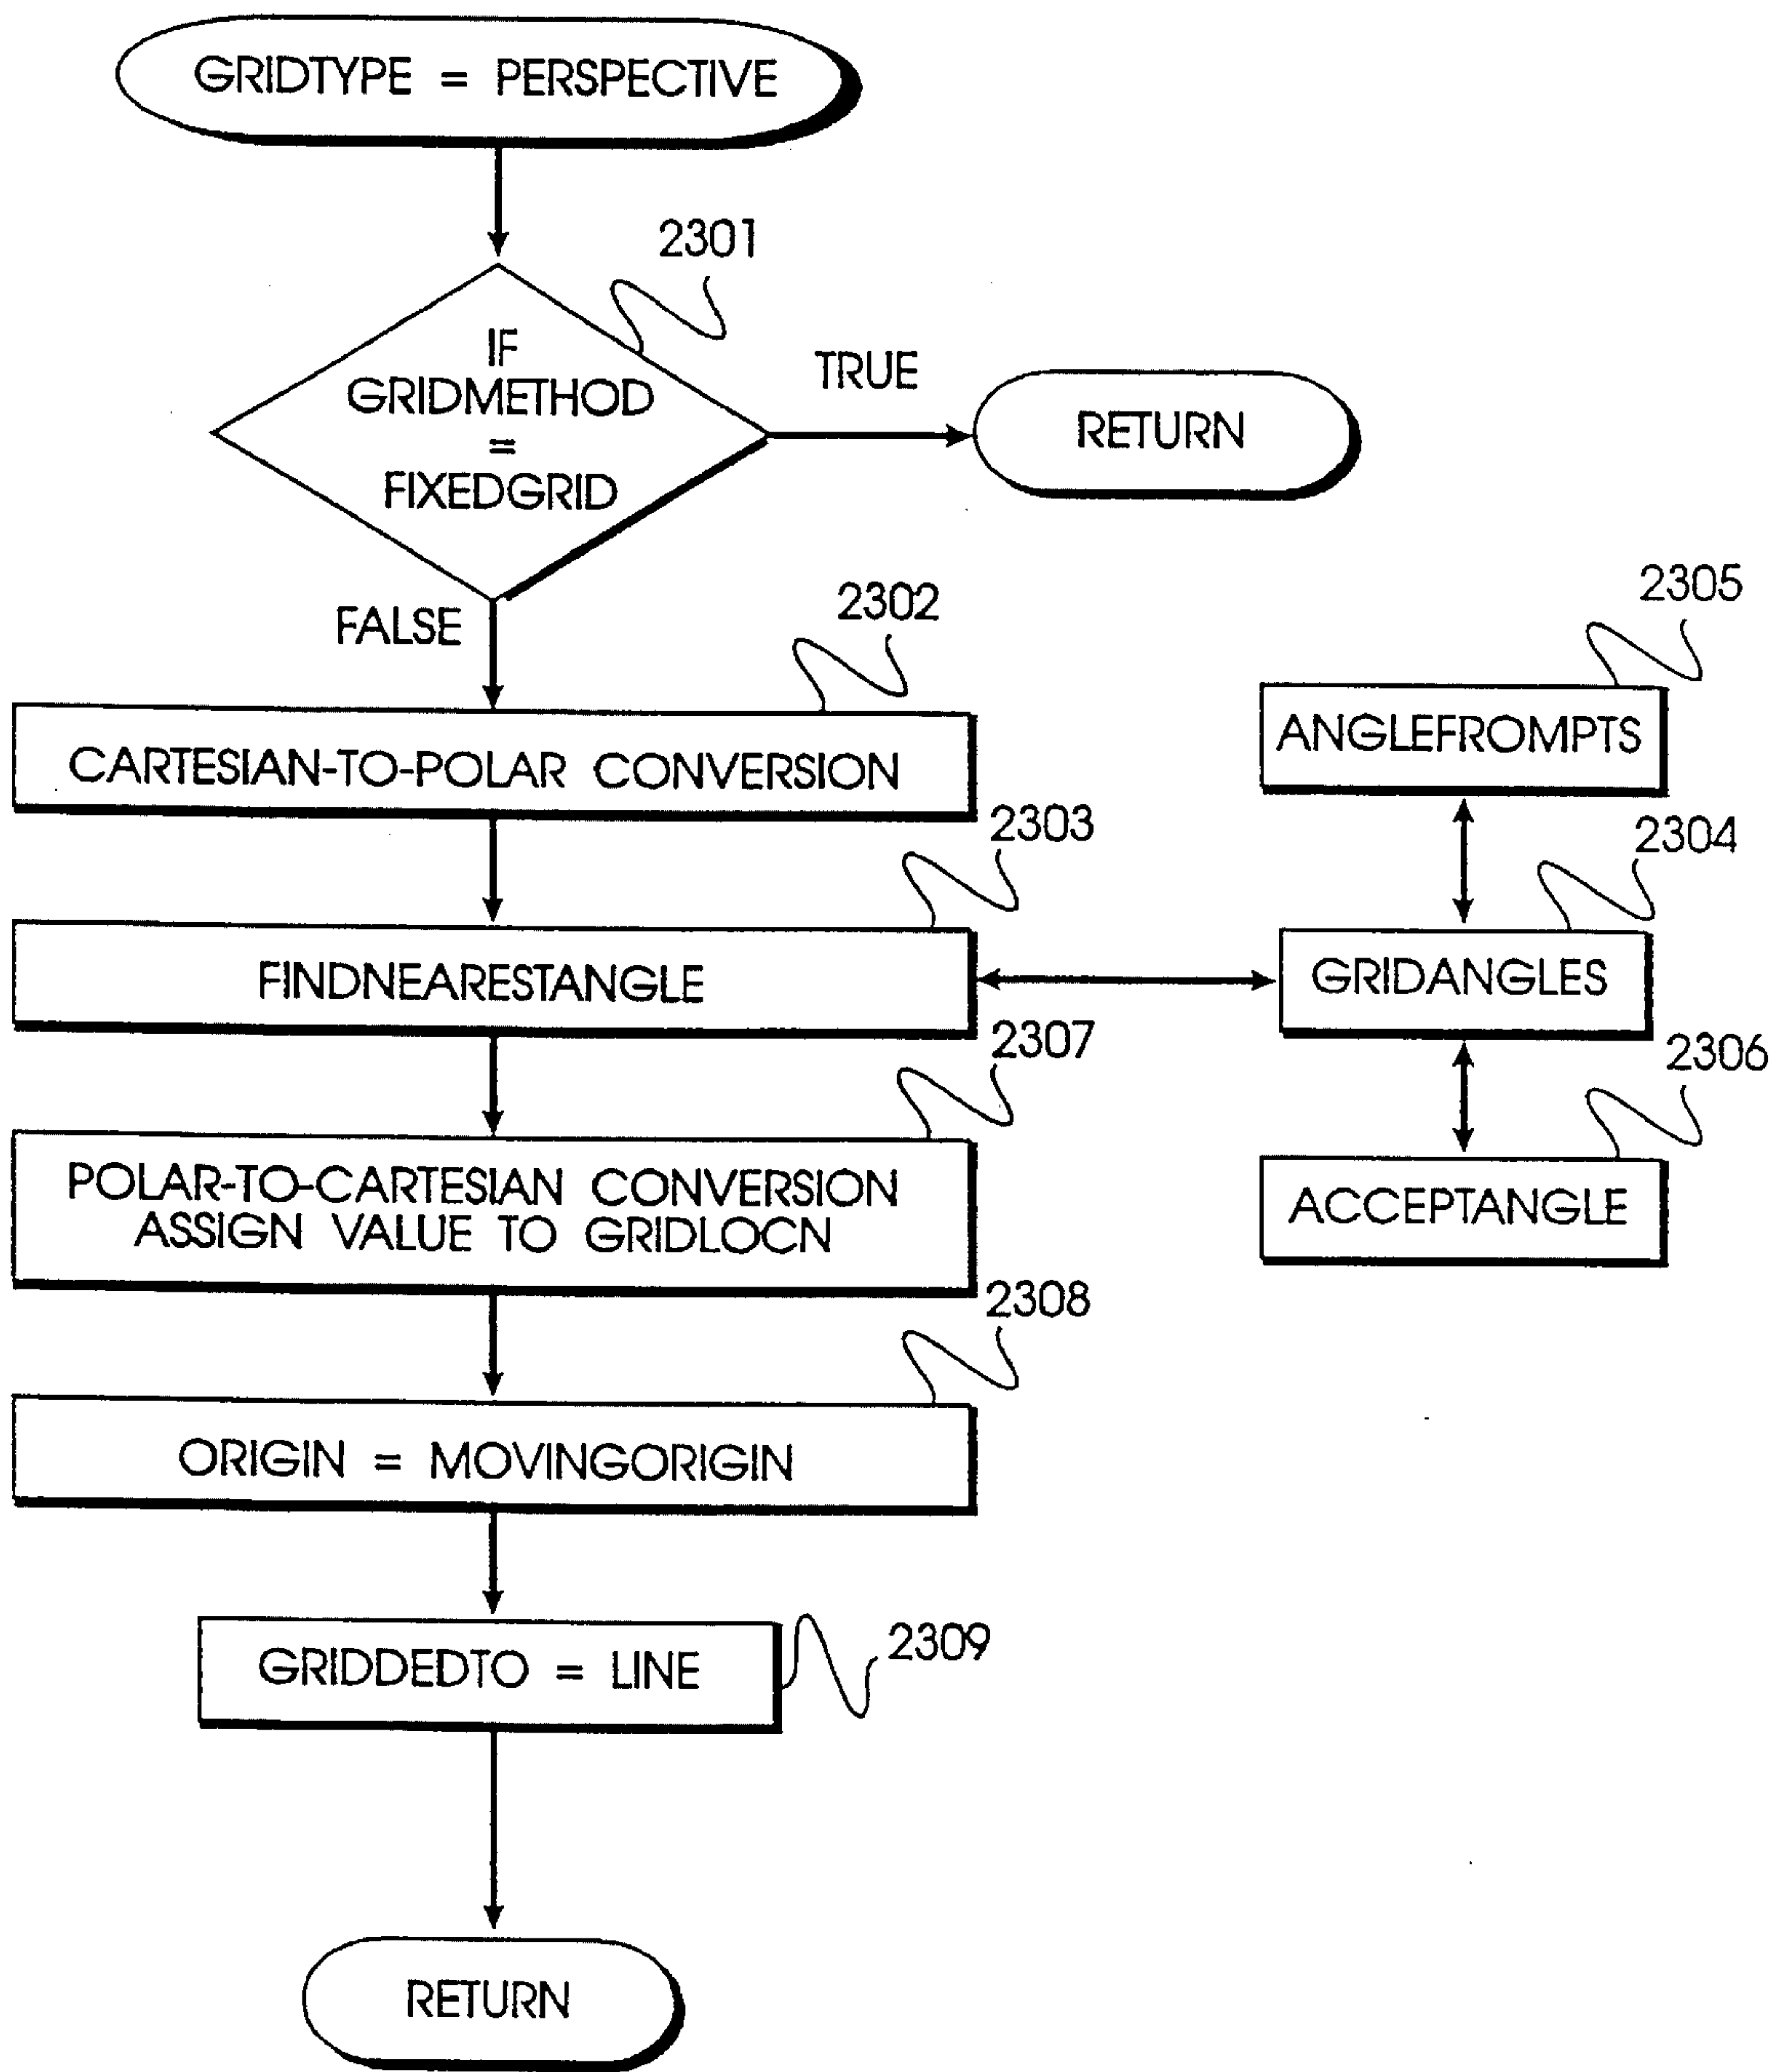 GRIDTYPE = PERSPECTIVE
2301
IF
GRIDMETHOD
=
FIXEDGRID
TRUE
RETURN
FALSE
2302
CARTESIAN-TO-POLAR CONVERSION
2305
ANGLEFROMPTS
2303
FINDNEARESTANGLE
2304
GRIDANGLES
2307
POLAR-TO-CARTESIAN CONVERSION
ASSIGN VALUE TO GRIDLOCN
2306
ACCEPTANGLE
2308
ORIGIN = MOVINGORIGIN
GRIDDEDTO = LINE
2309
RETURN